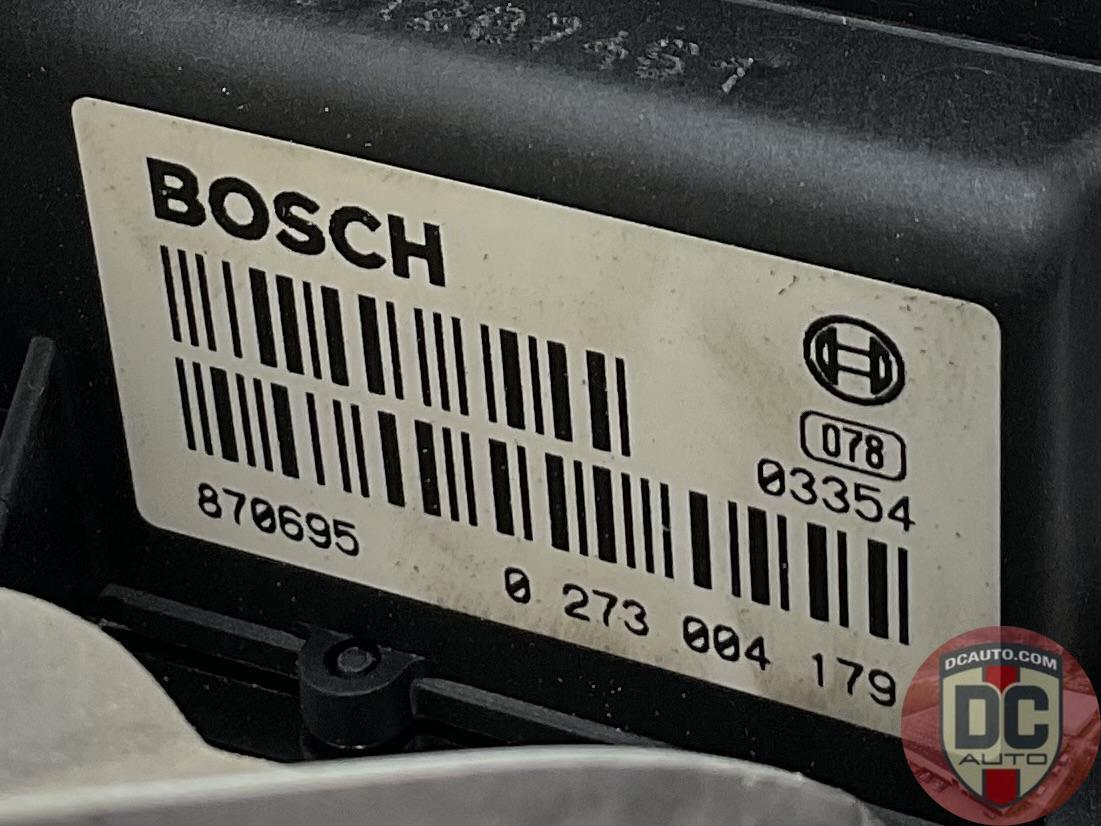 BOSCH
078
03354
870695
0 273 004 179
DCAUTO.COM
DC
AUTO